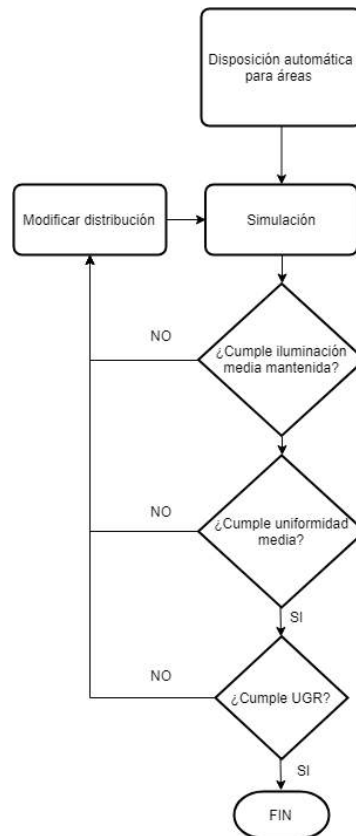 Disposición automática
para áreas
Modificar distribución
Simulación
NO
¿Cumple iluminación
media mantenida?
NO
¿Cumple uniformidad
media?
SI
NO
¿Cumple UGR?
SI
FIN